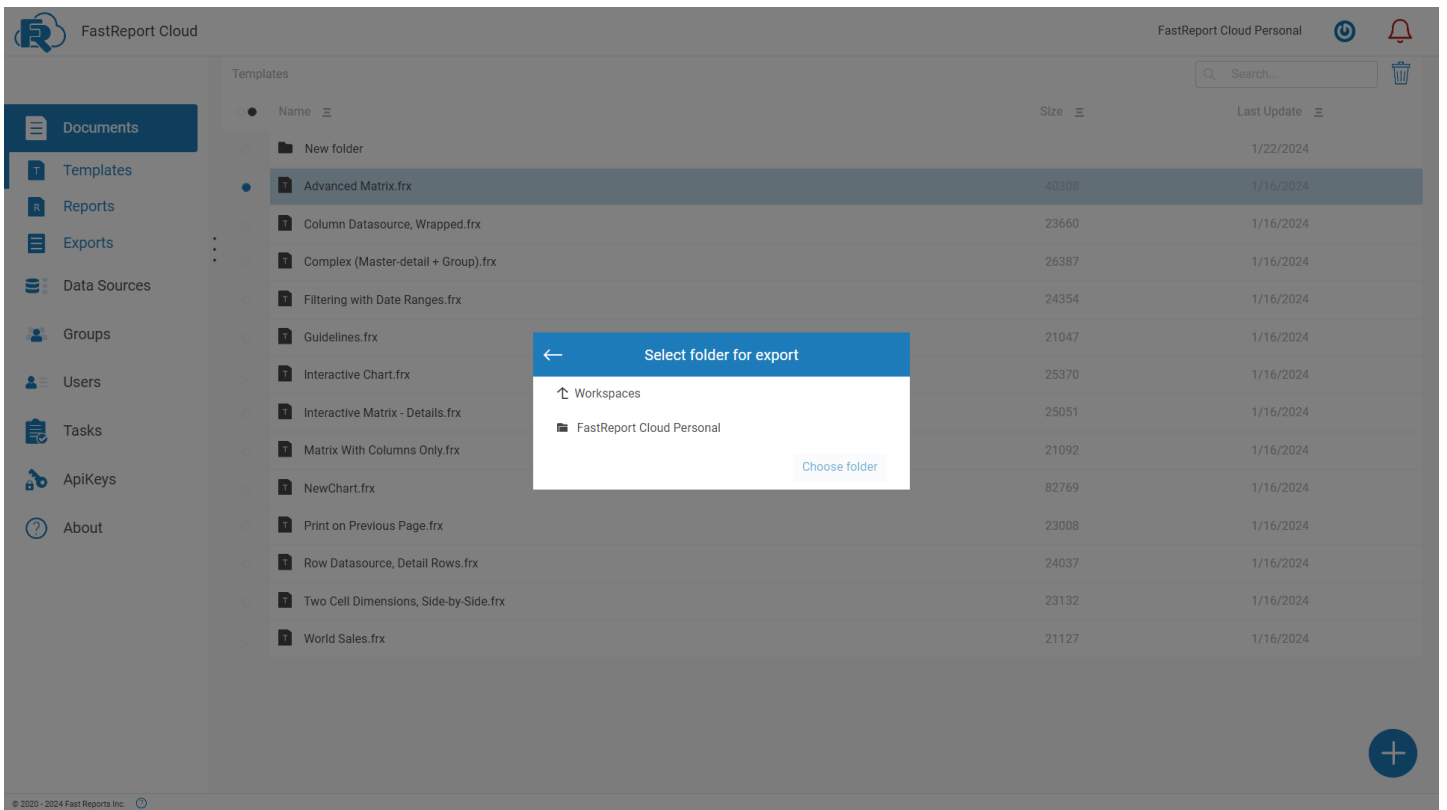 FastReport Cloud
FastReport Cloud Personal
Templates
Search...
Documents
Templates
Reports
Exports
Data Sources
Groups
Users
Tasks
ApiKeys
About
Name Size Last Update
New folder 1/22/2024
T Advanced Matrix.frx 40308 1/16/2024
T Column Datasource, Wrapped.frx 23660 1/16/2024
T Complex (Master-detail + Group).frx 26387 1/16/2024
T Filtering with Date Ranges.frx 24354 1/16/2024
T Guidelines.frx 21047 1/16/2024
T Interactive Chart.frx 25370 1/16/2024
T Interactive Matrix - Details.frx 25051 1/16/2024
T Matrix With Columns Only.frx 21092 1/16/2024
T NewChart.frx 82769 1/16/2024
T Print on Previous Page.frx 23008 1/16/2024
T Row Datasource, Detail Rows.frx 24037 1/16/2024
T Two Cell Dimensions, Side-by-Side.frx 23132 1/16/2024
T World Sales.frx 21127 1/16/2024
Select folder for export
Workspaces
FastReport Cloud Personal
Choose folder
© 2020 - 2024 Fast Reports Inc. ?